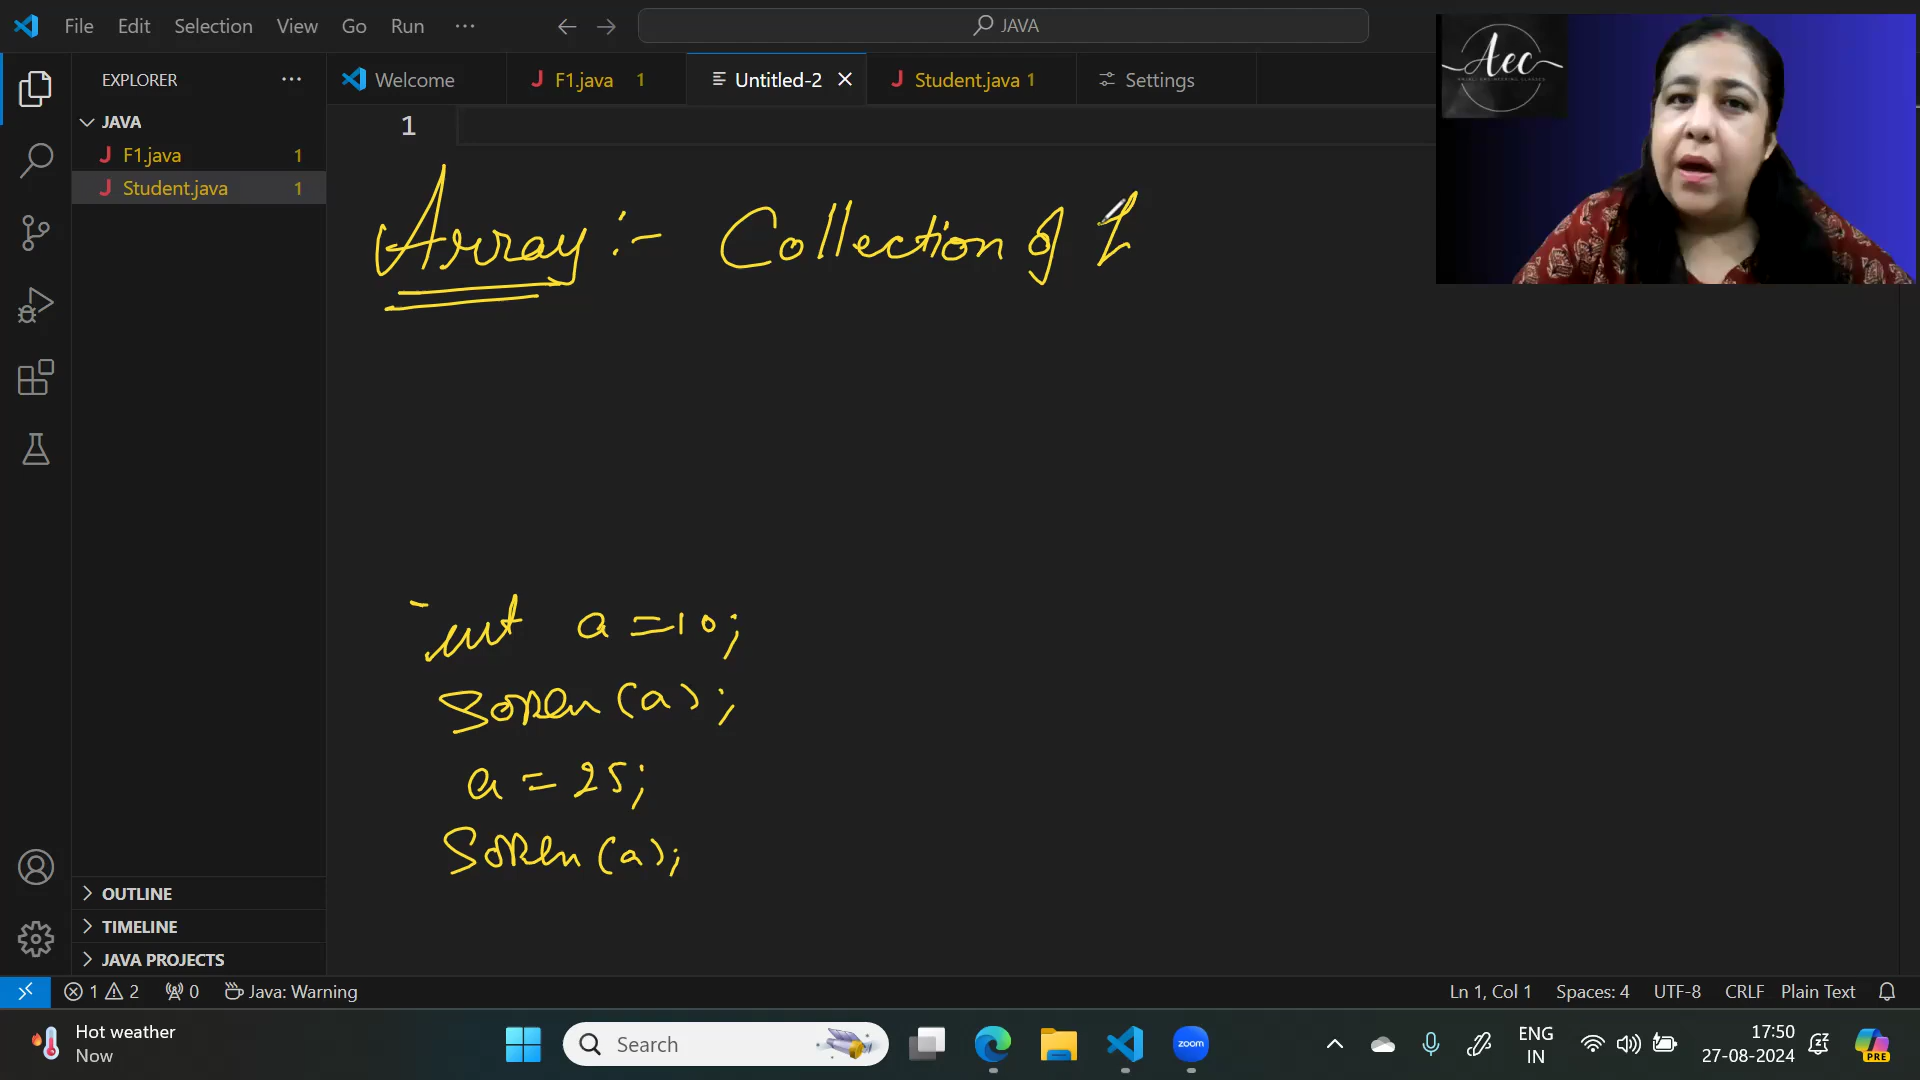 File Edit Selection View Go Run ··· JAVA
EXPLORER ···
Welcome F1.java 1 Untitled-2 Student.java 1 Settings
JAVA
F1.java 1
Student.java 1
1
Array :- Collection of
int a = 10;
(a);
a = 25;
(a);
Aec
OUTLINE
TIMELINE
JAVA PROJECTS
1 2 0 Java: Warning Ln 1, Col 1 Spaces: 4 UTF-8 CRLF Plain Text
Hot weather
Now
Search
zoom
ENG
IN
17:50
27-08-2024
PRE